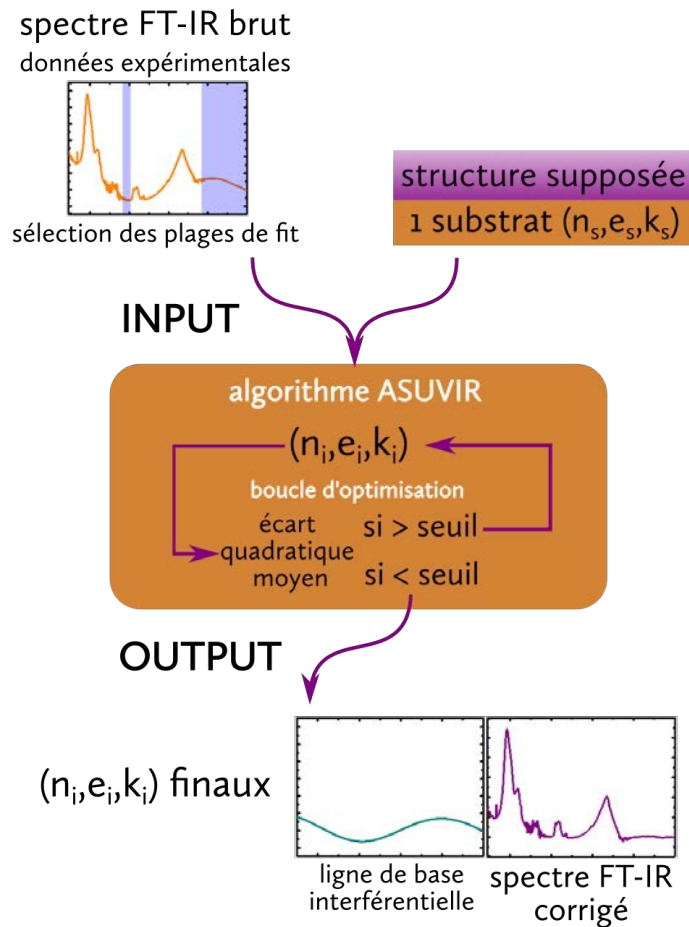 spectre FT-IR brut
données expérimentales
sélection des plages de fit
structure supposée
1 substrat (nₛ,eₛ,kₛ)
INPUT
algorithme ASUVIR
(nᵢ,eᵢ,kᵢ)
boucle d'optimisation
écart
quadratique
moyen
si > seuil
si < seuil
OUTPUT
(nᵢ,eᵢ,kᵢ) finaux
ligne de base
interférentielle
spectre FT-IR
corrigé